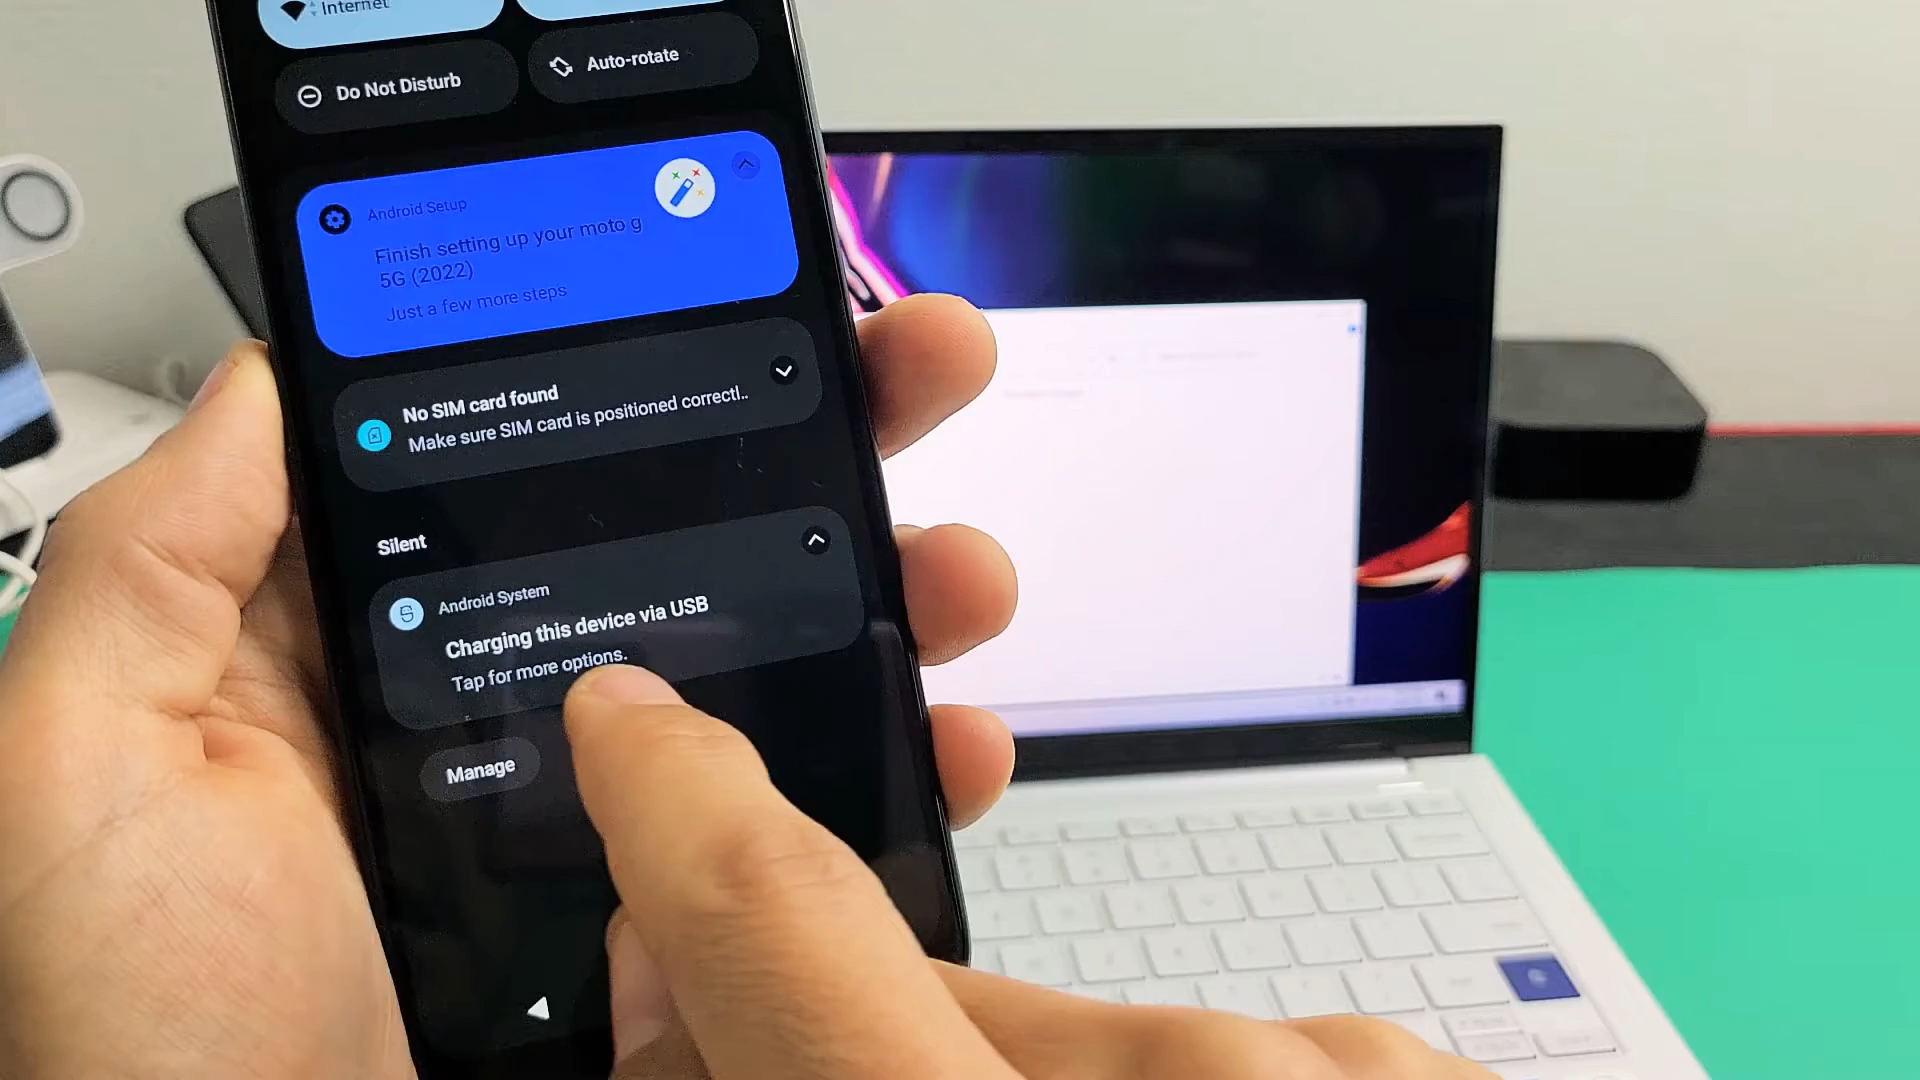 Internet
Do Not Disturb
Auto-rotate
Android Setup
Finish setting up your moto g
5G (2022)
Just a few more steps
No SIM card found
Make sure SIM card is positioned correctl..
Silent
Android System
Charging this device via USB
Tap for more options.
Manage